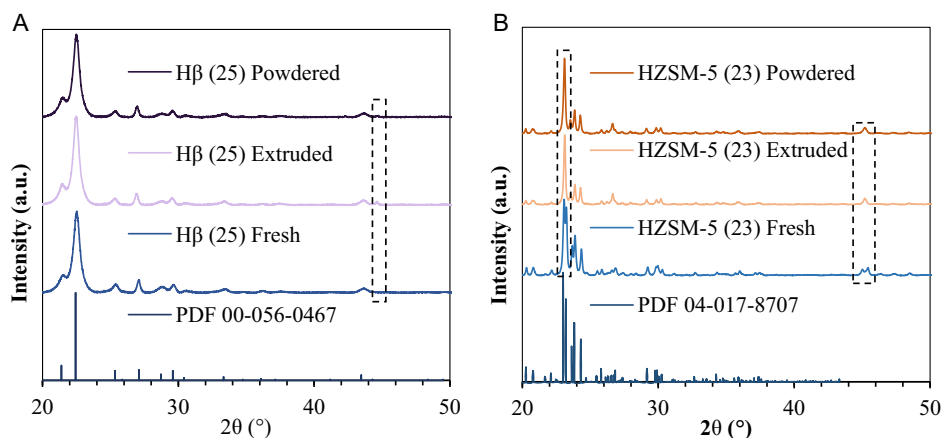 A
Hβ (25) Powdered
Hβ (25) Extruded
Hβ (25) Fresh
PDF 00-056-0467
Intensity (a.u.)
20 30 40 50
2θ (°)
B
HZSM-5 (23) Powdered
HZSM-5 (23) Extruded
HZSM-5 (23) Fresh
PDF 04-017-8707
Intensity (a.u.)
20 30 40 50
2θ (°)